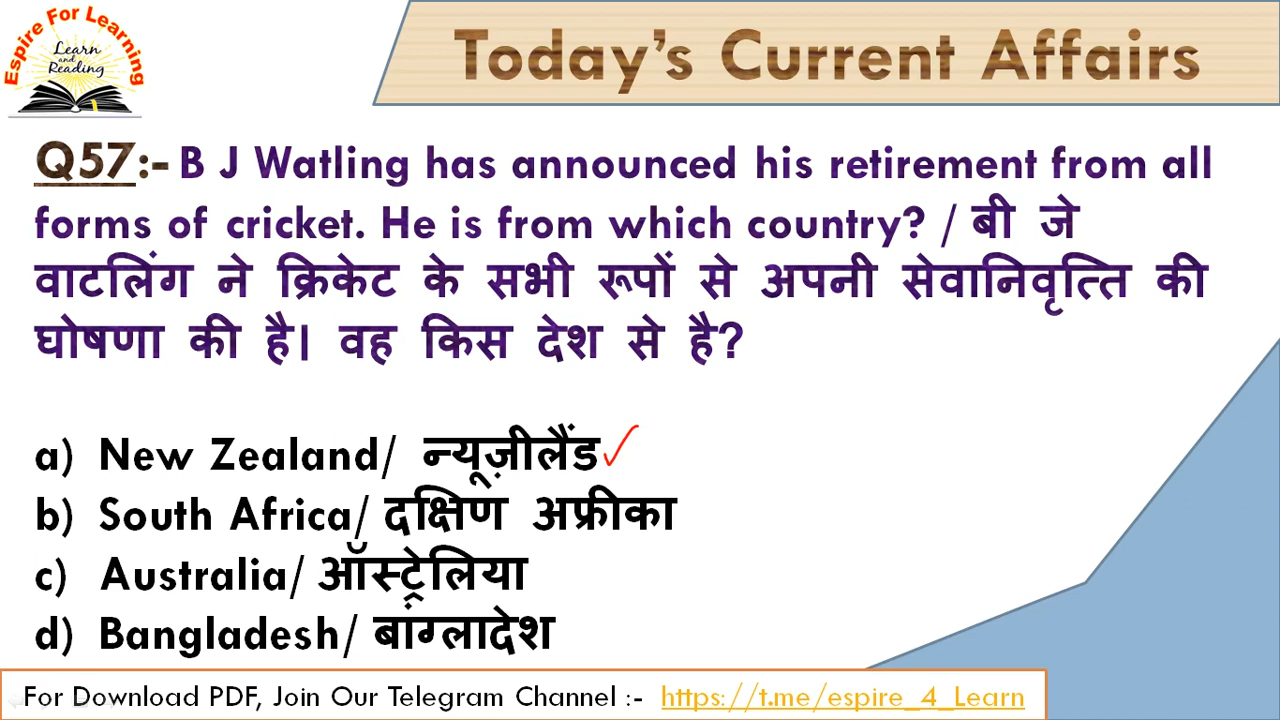 Espire For Learning
Learn
and
Reading
Today's Current Affairs
Q57:- B J Watling has announced his retirement from all
forms of cricket. He is from which country? / बी जे
वाटलिंग ने क्रिकेट के सभी रूपों से अपनी सेवानिवृत्ति की
घोषणा की है। वह किस देश से है?
a) New Zealand/ न्यूज़ीलैंड✓
b) South Africa/ दक्षिण अफ्रीका
c) Australia/ ऑस्ट्रेलिया
d) Bangladesh/ बांग्लादेश
For Download PDF, Join Our Telegram Channel :- https://t.me/espire_4_Learn